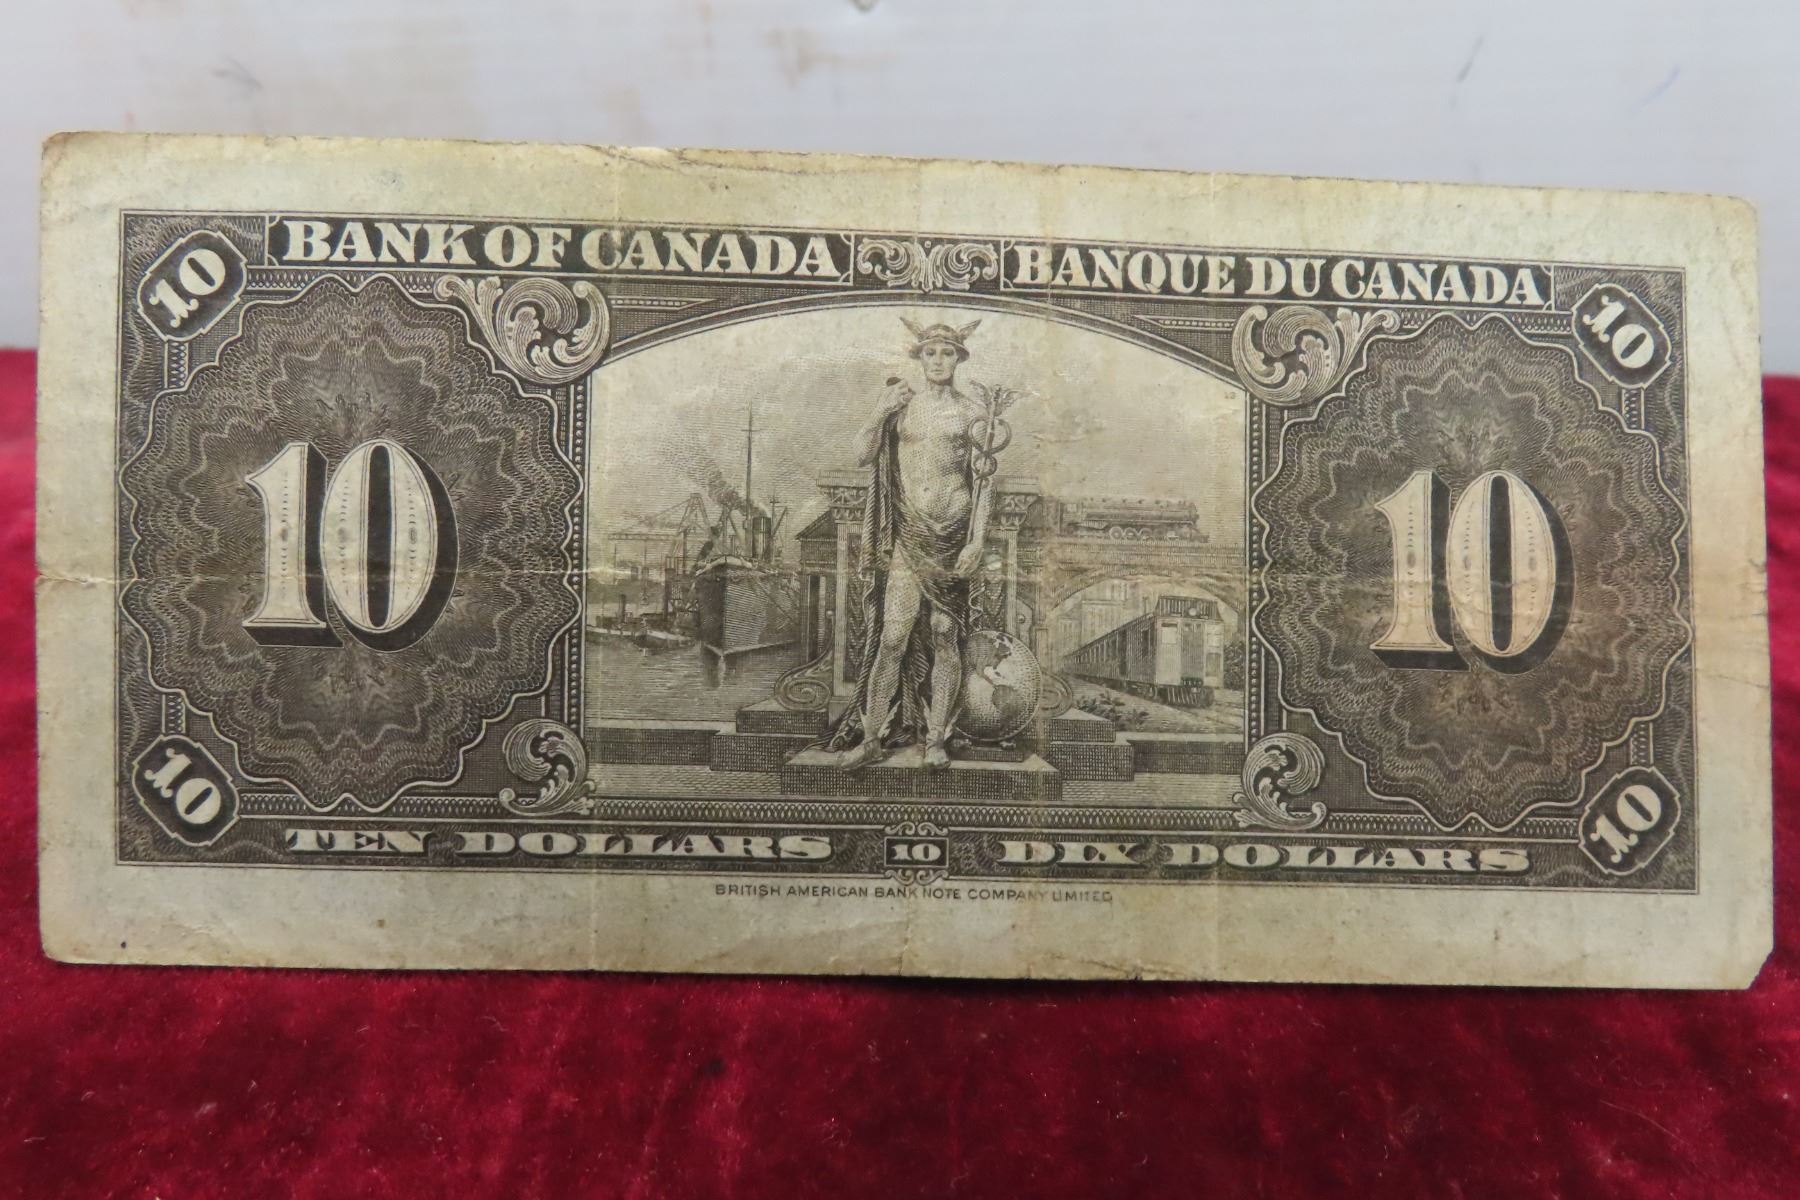 10 BANK OF CANADA BANQUE DU CANADA 10
10 10
10 TEN DOLLARS 10 DIX DOLLARS 10
BRITISH AMERICAN BANK NOTE COMPANY LIMITED